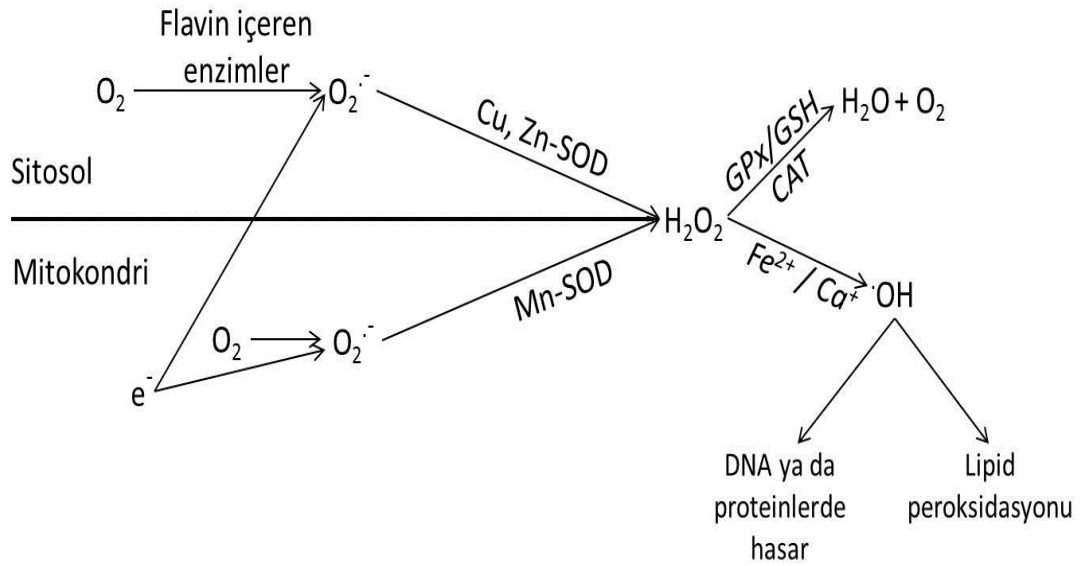 Flavin içeren
enzimler
O₂
O₂˙⁻
Cu, Zn-SOD
GPx/GSH
CAT
H₂O + O₂
Sitosol
H₂O₂
Mitokondri
Mn-SOD
Fe²⁺ / Ca⁺
˙OH
O₂
O₂˙⁻
e⁻
DNA ya da
proteinlerde
hasar
Lipid
peroksidasyonu